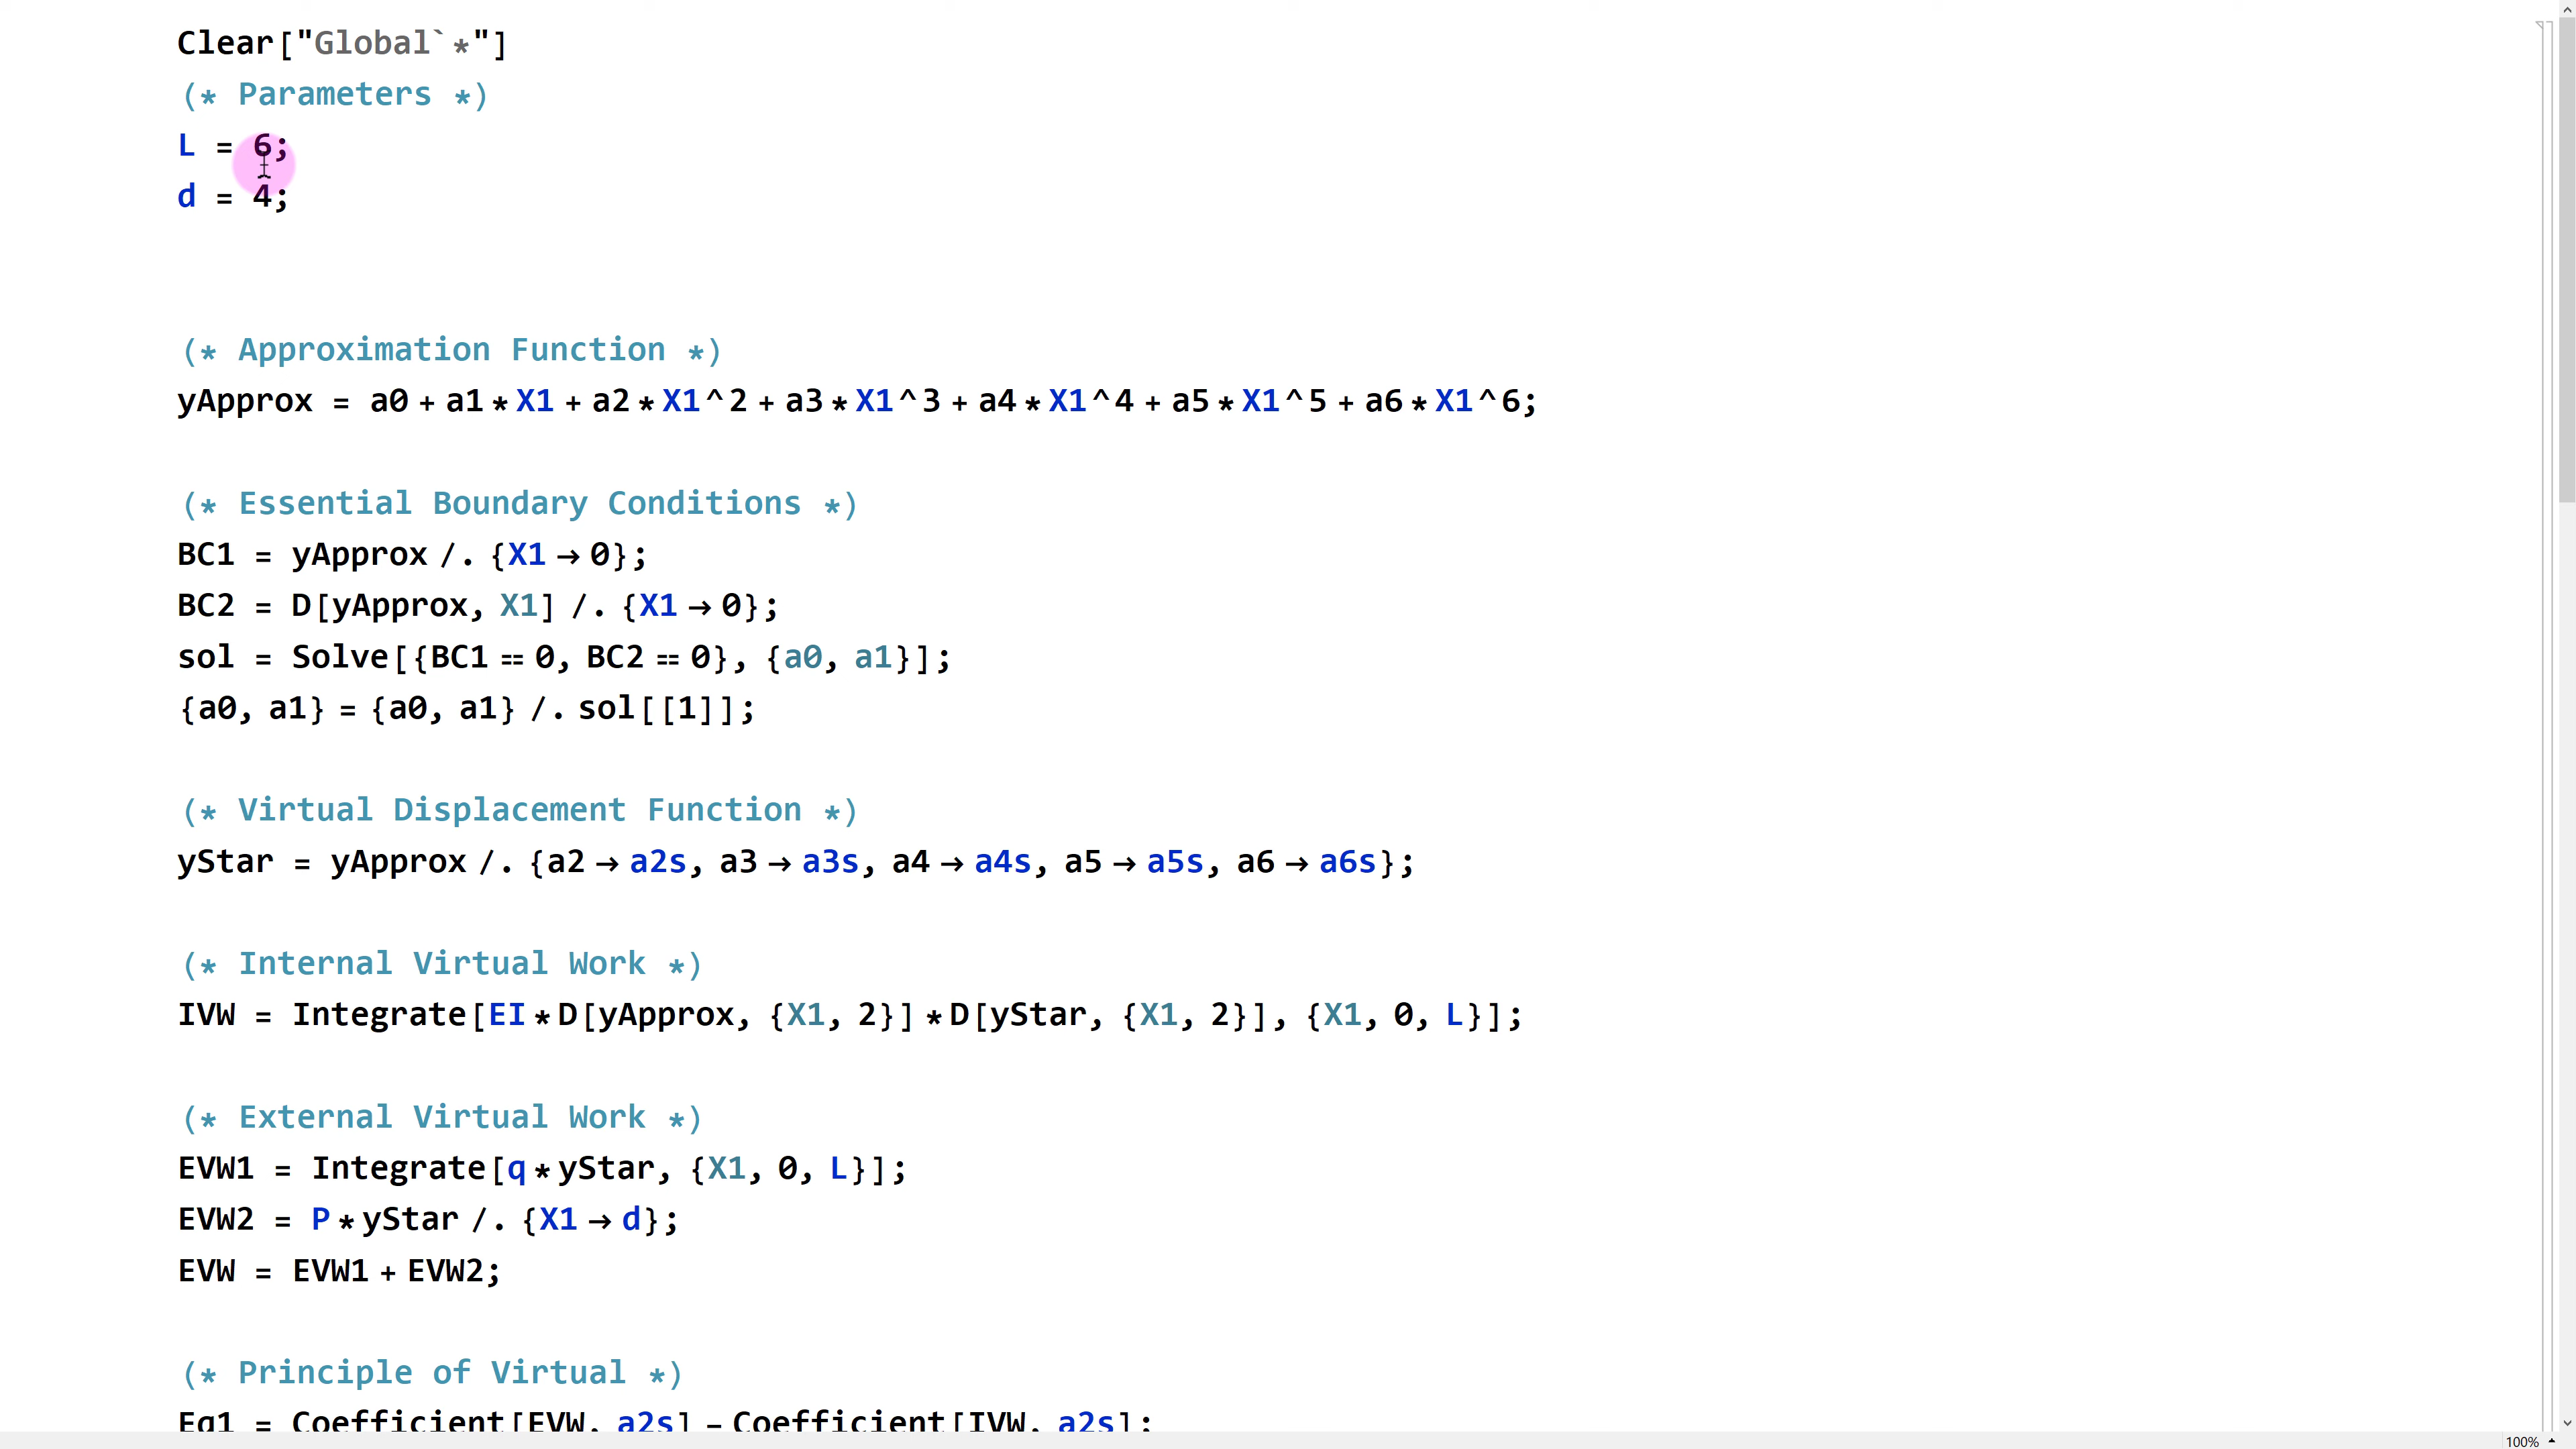 Clear["Global`*"]
(* Parameters *)
L = 6;
d = 4;
(* Approximation Function *)
yApprox = a0 + a1 * X1 + a2 * X1^2 + a3 * X1^3 + a4 * X1^4 + a5 * X1^5 + a6 * X1^6;
(* Essential Boundary Conditions *)
BC1 = yApprox /. {X1 → 0};
BC2 = D[yApprox, X1] /. {X1 → 0};
sol = Solve[{BC1 == 0, BC2 == 0}, {a0, a1}];
{a0, a1} = {a0, a1} /. sol[[1]];
(* Virtual Displacement Function *)
yStar = yApprox /. {a2 → a2s, a3 → a3s, a4 → a4s, a5 → a5s, a6 → a6s};
(* Internal Virtual Work *)
IVW = Integrate[EI * D[yApprox, {X1, 2}] * D[yStar, {X1, 2}], {X1, 0, L}];
(* External Virtual Work *)
EVW1 = Integrate[q * yStar, {X1, 0, L}];
EVW2 = P * yStar /. {X1 → d};
EVW = EVW1 + EVW2;
(* Principle of Virtual *)
Eq1 = Coefficient[EVW, a2s] - Coefficient[IVW, a2s];
100%